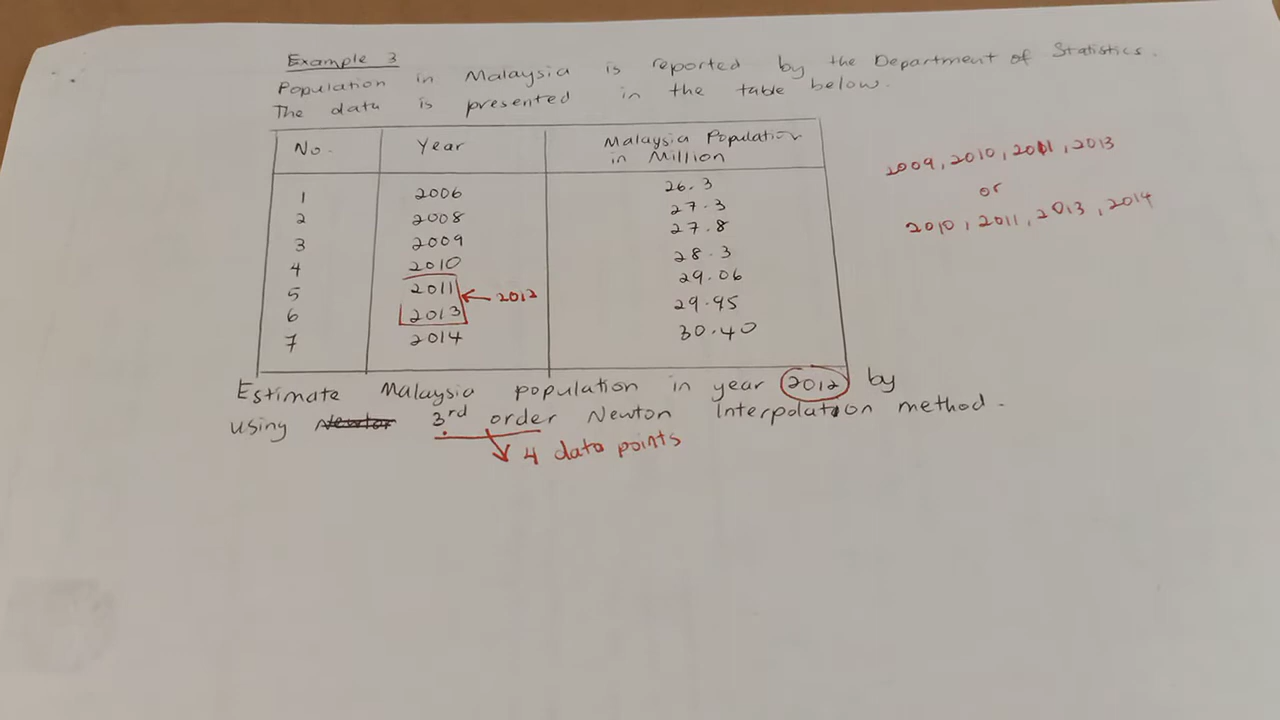 Example 3
Population in Malaysia is reported by the Department of Statistics.
The data is presented in the table below.
No. Year Malaysia Population in Million
1 2006 26.3
2 2008 27.3
3 2009 27.8
4 2010 28.3
5 2011 29.06
6 2013 29.95
7 2014 30.40
← 2012
2009, 2010, 2011, 2013
or
2010, 2011, 2013, 2014
Estimate Malaysia population in year 2012 by
using Newton 3rd order Newton Interpolation method.
4 data points